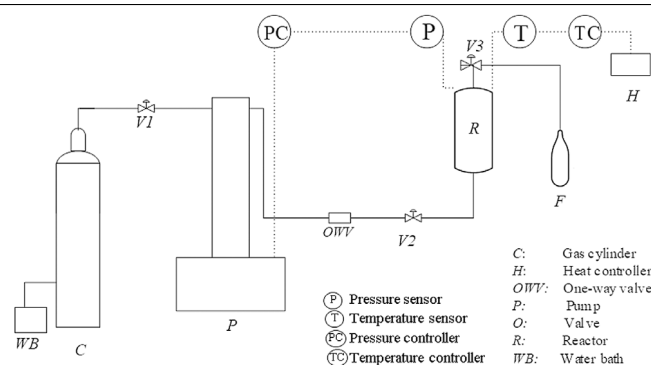 PC
P
T
TC
V3
H
V1
R
F
OWV
V2
P
WB
C
P Pressure sensor
T Temperature sensor
PC Pressure controller
TC Temperature controller
C: Gas cylinder
H: Heat controller
OWV: One-way valve
P: Pump
O: Valve
R: Reactor
WB: Water bath